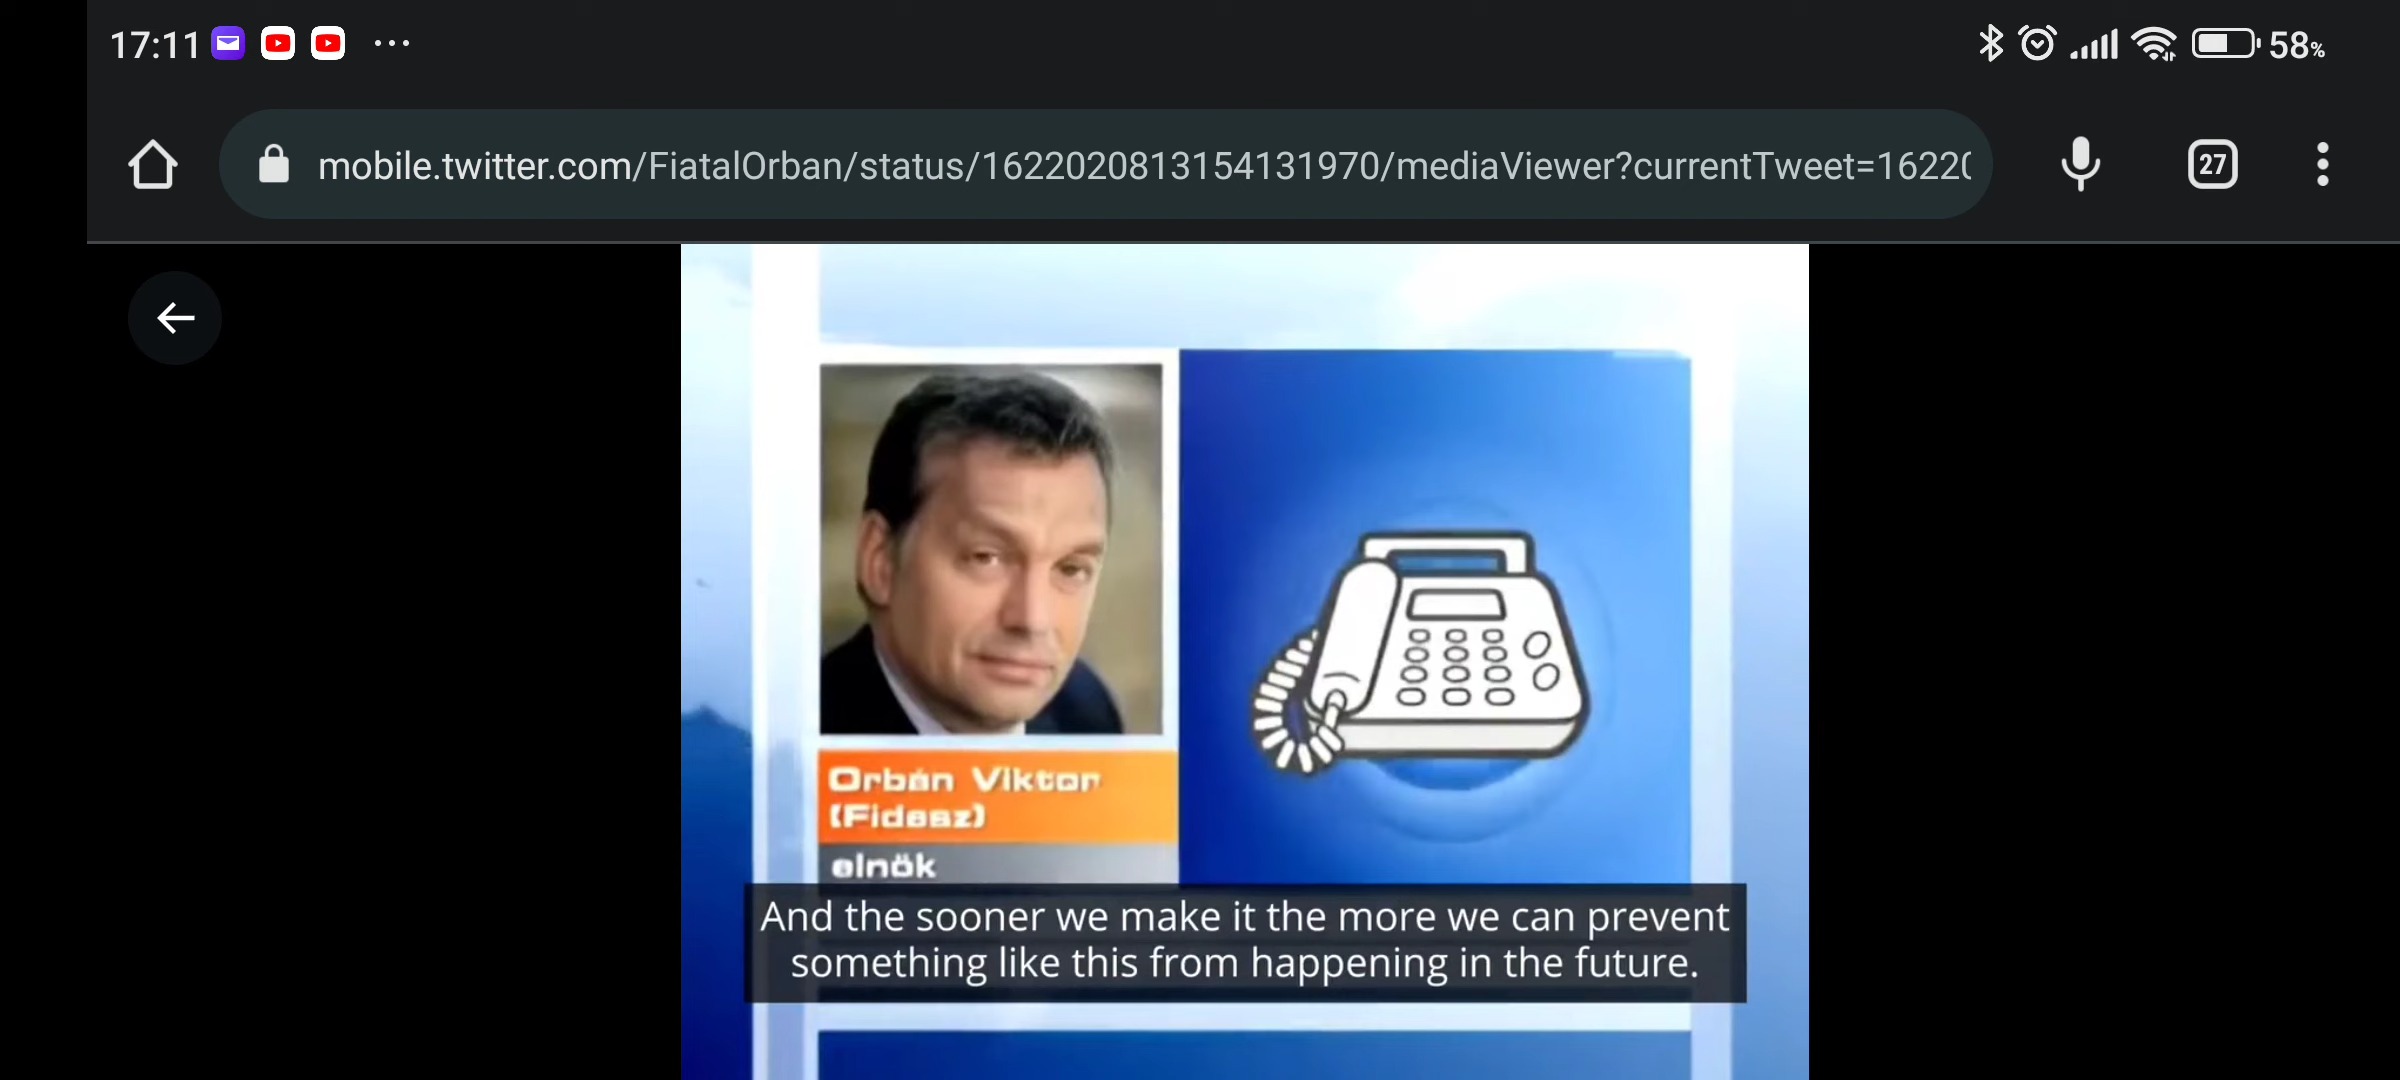 17:11
58%
mobile.twitter.com/FiatalOrban/status/1622020813154131970/mediaViewer?currentTweet=1622
27
Orbán Viktor
(Fidesz)
elnök
And the sooner we make it the more we can prevent
something like this from happening in the future.